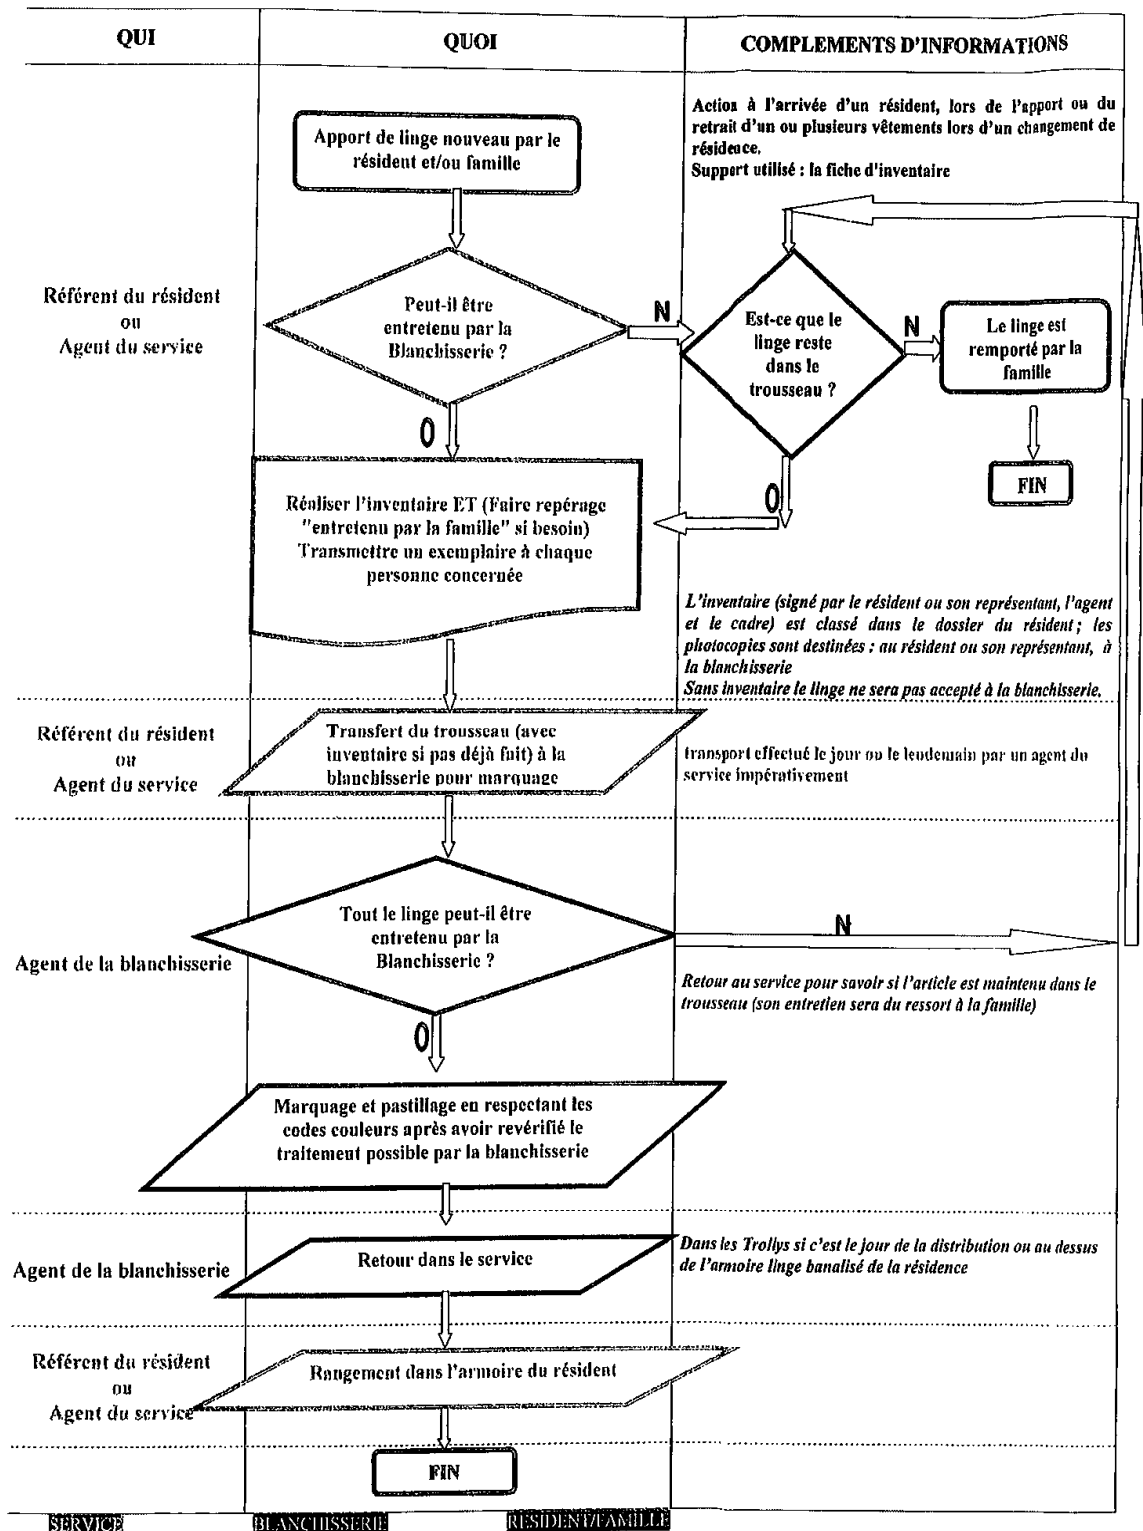 QUI
QUOI
COMPLEMENTS D'INFORMATIONS
Action à l'arrivée d'un résident, lors de l'apport ou du
retrait d'un ou plusieurs vêtements lors d'un changement de
résidence.
Support utilisé : la fiche d'inventaire
Apport de linge nouveau par le
résident et/ou famille
Référent du résident
ou
Agent du service
Peut-il être
entretenu par la
Blanchisserie ?
N
Est-ce que le
linge reste
dans le
trousseau ?
N
Le linge est
remporté par la
famille
FIN
O
O
Réaliser l'inventaire ET (Faire repérage
"entretenu par la famille" si besoin)
Transmettre un exemplaire à chaque
personne concernée
L'inventaire (signé par le résident ou son représentant, l'agent
et le cadre) est classé dans le dossier du résident ; les
photocopies sont destinées : au résident ou son représentant, à
la blanchisserie
Sans inventaire le linge ne sera pas accepté à la blanchisserie.
Référent du résident
ou
Agent du service
Transfert du trousseau (avec
inventaire si pas déjà fait) à la
blanchisserie pour marquage
transport effectué le jour ou le lendemain par un agent du
service impérativement
Agent de la blanchisserie
Tout le linge peut-il être
entretenu par la
Blanchisserie ?
N
Retour au service pour savoir si l'article est maintenu dans le
trousseau (son entretien sera du ressort à la famille)
O
Marquage et pastillage en respectant les
codes couleurs après avoir revérifié le
traitement possible par la blanchisserie
Agent de la blanchisserie
Retour dans le service
Dans les Trollys si c'est le jour de la distribution ou au dessus
de l'armoire linge banalisé de la résidence
Référent du résident
ou
Agent du service
Rangement dans l'armoire du résident
FIN
SERVICE
BLANCHISSERIE
RESIDENT/FAMILLE